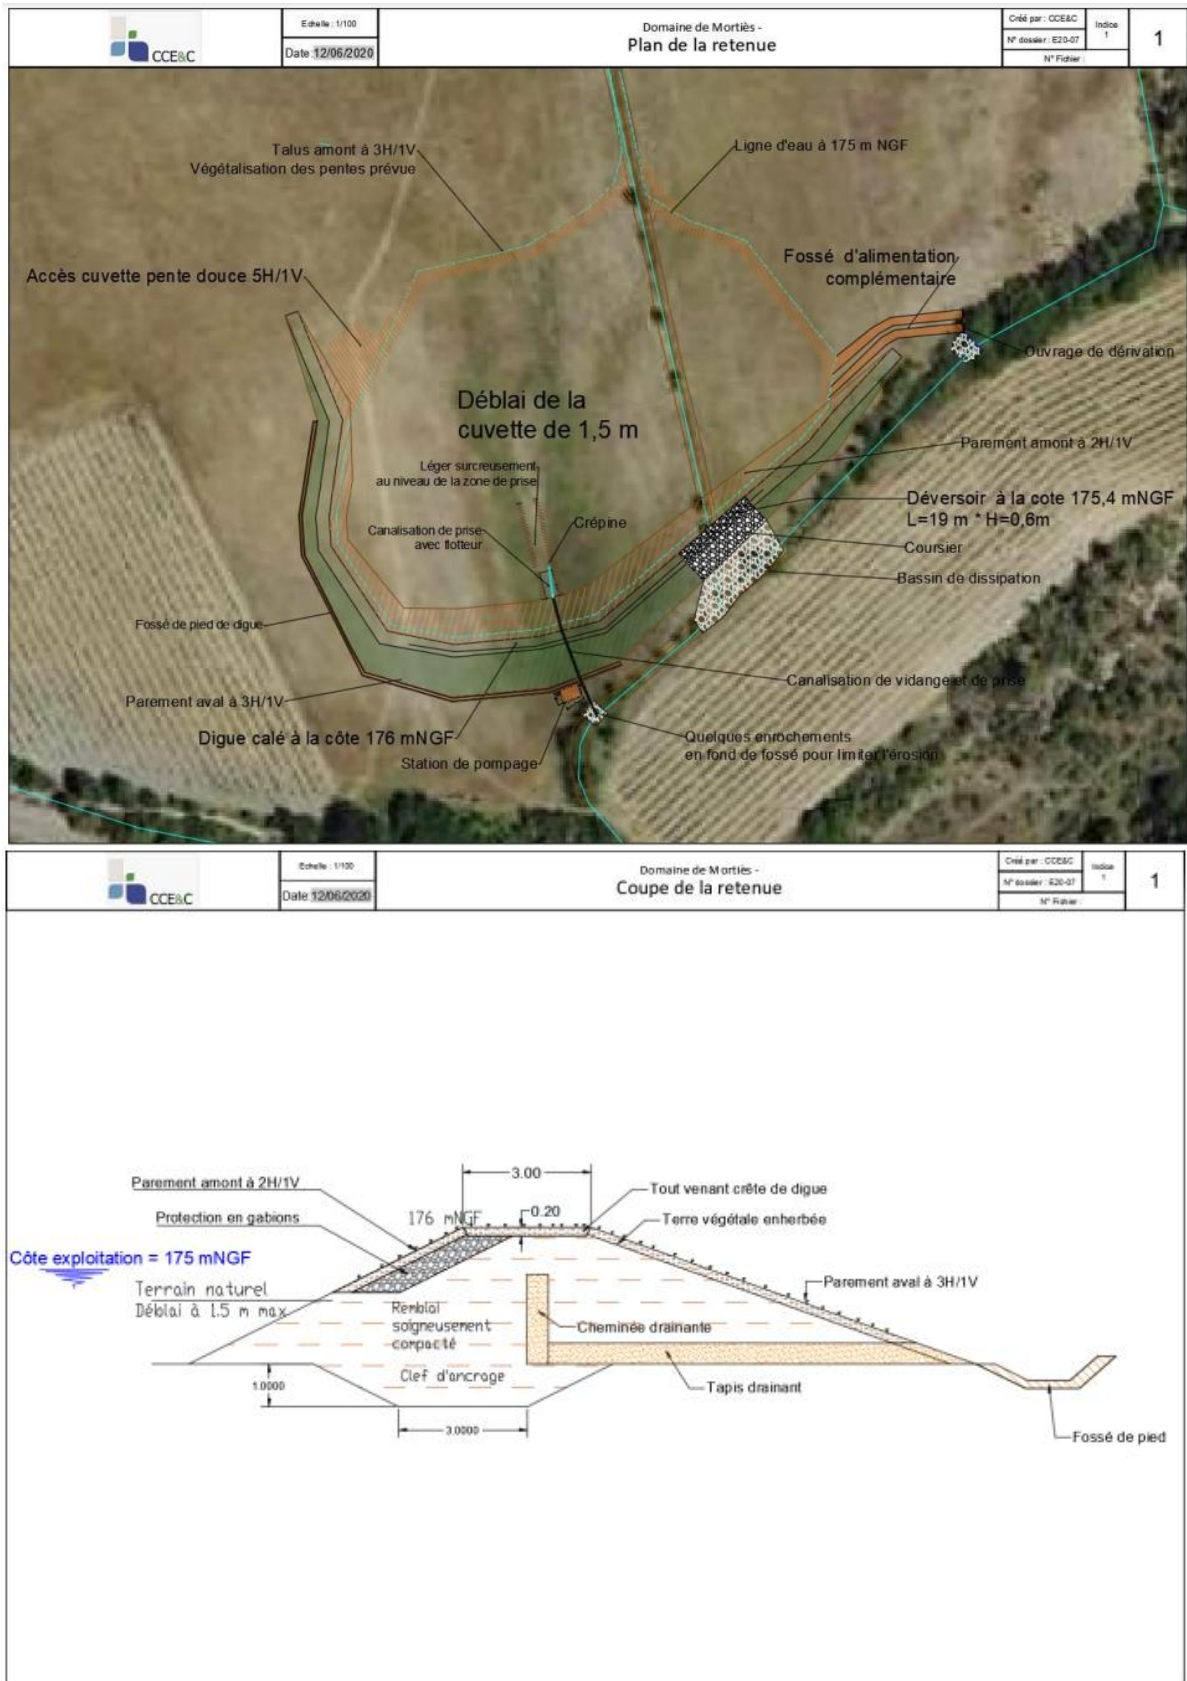 CCE&C
Echelle : 1/100
Date 12/06/2020
Domaine de Mortiès -
Plan de la retenue
Créé par : CCE&C
N° dossier : E20-07
N° Fichier :
Indice
1
1
Talus amont à 3H/1V
Végétalisation des pentes prévue
Ligne d'eau à 175 m NGF
Accès cuvette pente douce 5H/1V
Fossé d'alimentation
complémentaire
Ouvrage de dérivation
Déblai de la
cuvette de 1,5 m
Parement amont à 2H/1V
Léger surcreusement
au niveau de la zone de prise
Déversoir à la cote 175,4 mNGF
L=19 m * H=0,6m
Canalisation de prise
avec flotteur
Crépine
Coursier
Bassin de dissipation
Fossé de pied de digue
Canalisation de vidange et de prise
Parement aval à 3H/1V
Digue calé à la côte 176 mNGF
Quelques enrochements
en fond de fossé pour limiter l'érosion
Station de pompage
CCE&C
Echelle : 1/100
Date 12/06/2020
Domaine de Mortiès -
Coupe de la retenue
Créé par : CCE&C
N° dossier : E20-07
N° Fichier :
Indice
1
1
3.00
Parement amont à 2H/1V
Tout venant crête de digue
Protection en gabions
176 mNGF
0.20
Terre végétale enherbée
Côte exploitation = 175 mNGF
Terrain naturel
Déblai à 1.5 m max
Parement aval à 3H/1V
Remblai
soigneusement
compacté
Cheminée drainante
Clef d'ancrage
1.0000
Tapis drainant
3.0000
Fossé de pied